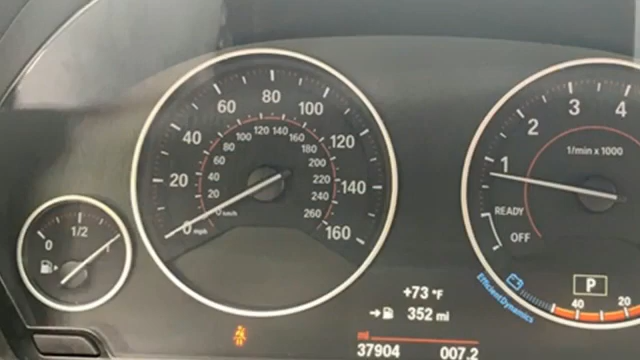 0 1/2 1
0 20 40 60 80 100 120 140 160
mph
0 20 40 60 80 100 120 140 160 180 200 220 240 260
km/h
1 2 3 4
1/min x 1000
READY
OFF
EfficientDynamics
P
40 20
+73 °F
352 mi
mi
37904 007.2